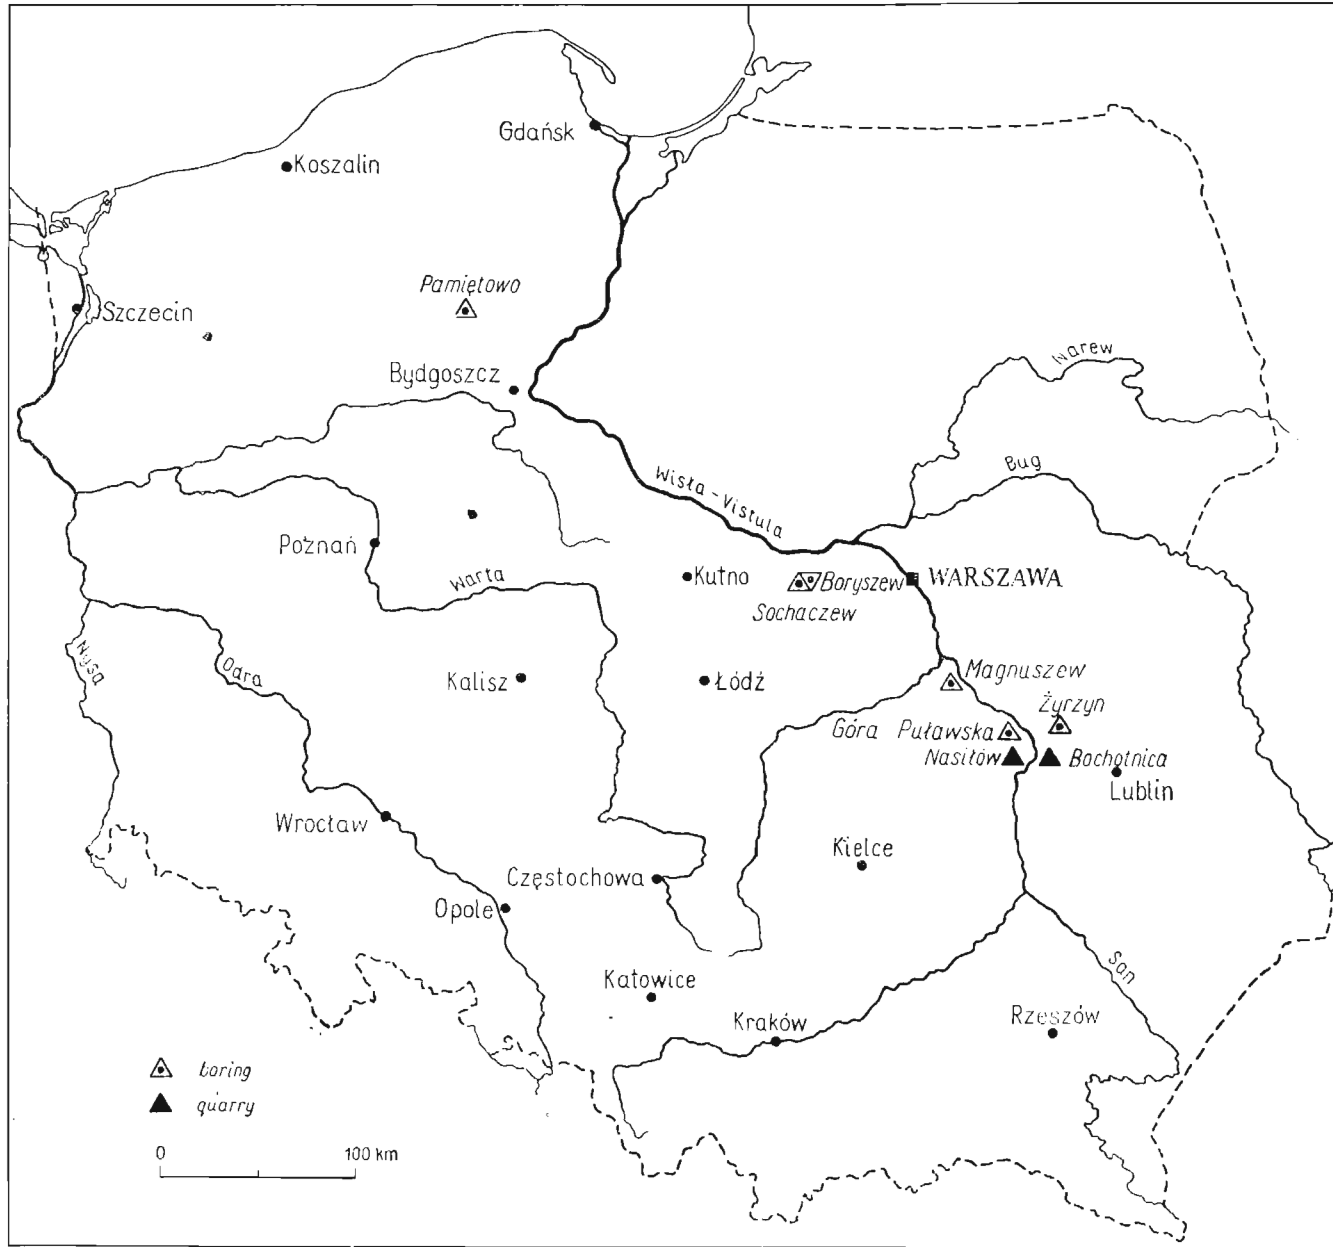 Gdańsk
Koszalin
Pamiętowo
Szczecin
Narew
Bydgoszcz
Bug
Wisła - Vistula
Poznań
Warta
Kutno
Boryszew
WARSZAWA
Sochaczew
Nysa
Odra
Kalisz
Łódź
Magnuszew
Żyrzyn
Góra Puławska
Nasiłów
Bochotnica
Lublin
Wrocław
Kielce
Częstochowa
Opole
San
Katowice
Kraków
Rzeszów
boring
quarry
0 100 km